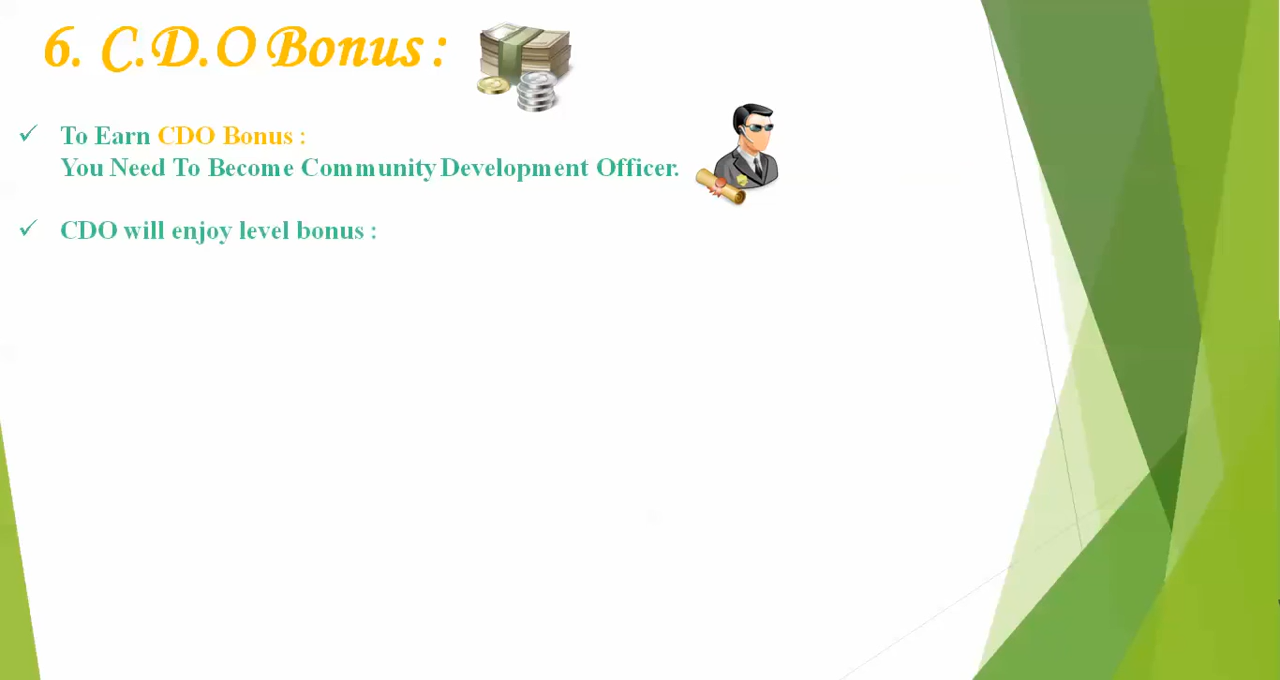 6. C.D.O Bonus :
✓ To Earn CDO Bonus :
You Need To Become Community Development Officer.
✓ CDO will enjoy level bonus :